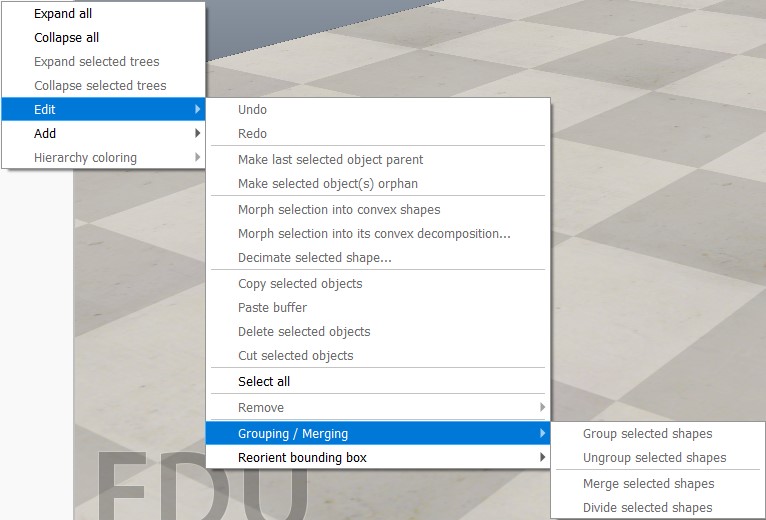 Expand all
Collapse all
Expand selected trees
Collapse selected trees
Edit
Add
Hierarchy coloring
Undo
Redo
Make last selected object parent
Make selected object(s) orphan
Morph selection into convex shapes
Morph selection into its convex decomposition...
Decimate selected shape...
Copy selected objects
Paste buffer
Delete selected objects
Cut selected objects
Select all
Remove
Grouping / Merging
Reorient bounding box
Group selected shapes
Ungroup selected shapes
Merge selected shapes
Divide selected shapes
EDU